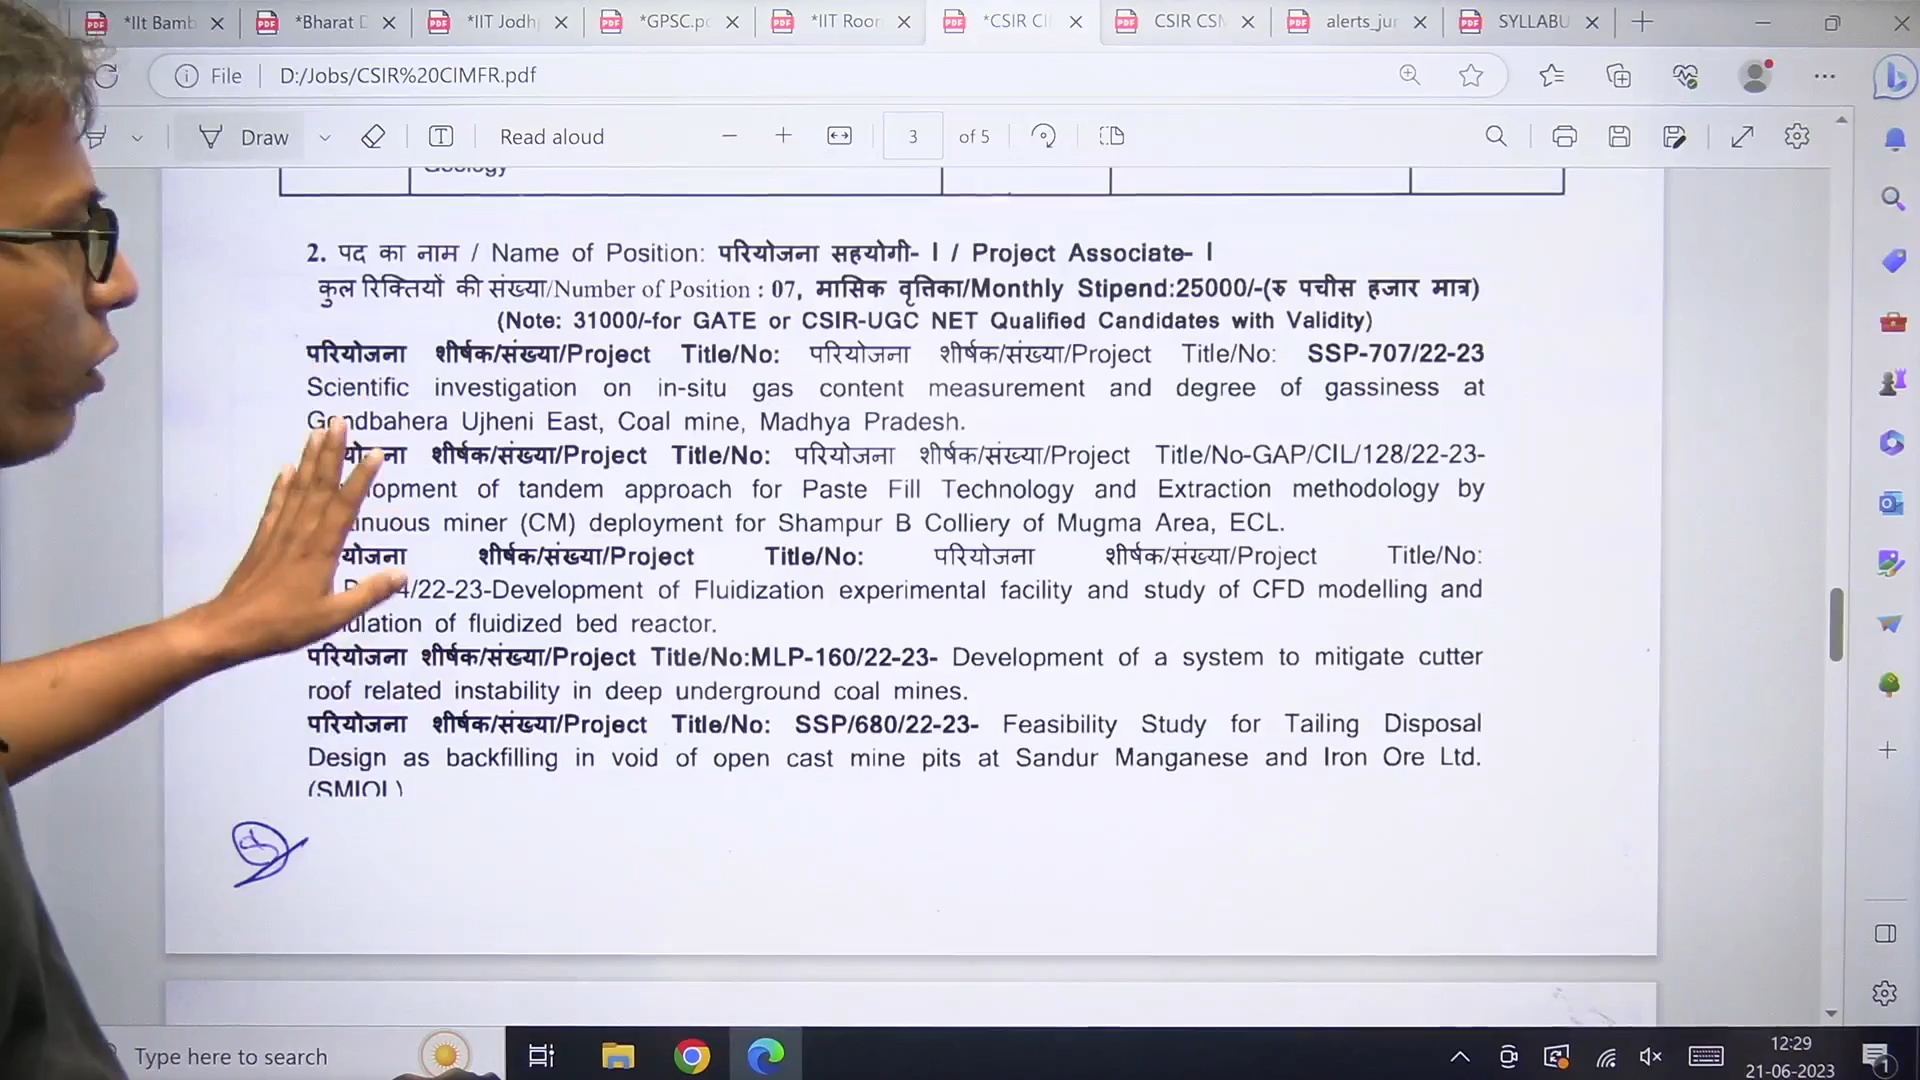 *IIt Bamb
*Bharat D
*IIT Jodh
*GPSC.pc
*IIT Roor
*CSIR CI
CSIR CSM
alerts_jur
SYLLABU
File D:/Jobs/CSIR%20CIMFR.pdf
Draw Read aloud 3 of 5
Geology
2. पद का नाम / Name of Position: परियोजना सहयोगी- I / Project Associate- I
कुल रिक्तियों की संख्या/Number of Position : 07, मासिक वृत्तिका/Monthly Stipend:25000/-(रु पचीस हजार मात्र)
(Note: 31000/-for GATE or CSIR-UGC NET Qualified Candidates with Validity)
परियोजना शीर्षक/संख्या/Project Title/No: परियोजना शीर्षक/संख्या/Project Title/No: SSP-707/22-23
Scientific investigation on in-situ gas content measurement and degree of gassiness at
Gondbahera Ujheni East, Coal mine, Madhya Pradesh.
शीर्षक/संख्या/Project Title/No: परियोजना शीर्षक/संख्या/Project Title/No-GAP/CIL/128/22-23-
of tandem approach for Paste Fill Technology and Extraction methodology by
miner (CM) deployment for Shampur B Colliery of Mugma Area, ECL.
शीर्षक/संख्या/Project Title/No: परियोजना शीर्षक/संख्या/Project Title/No:
/22-23-Development of Fluidization experimental facility and study of CFD modelling and
of fluidized bed reactor.
परियोजना शीर्षक/संख्या/Project Title/No:MLP-160/22-23- Development of a system to mitigate cutter
roof related instability in deep underground coal mines.
परियोजना शीर्षक/संख्या/Project Title/No: SSP/680/22-23- Feasibility Study for Tailing Disposal
Design as backfilling in void of open cast mine pits at Sandur Manganese and Iron Ore Ltd.
(SMIOL)
Type here to search
12:29
21-06-2023
1